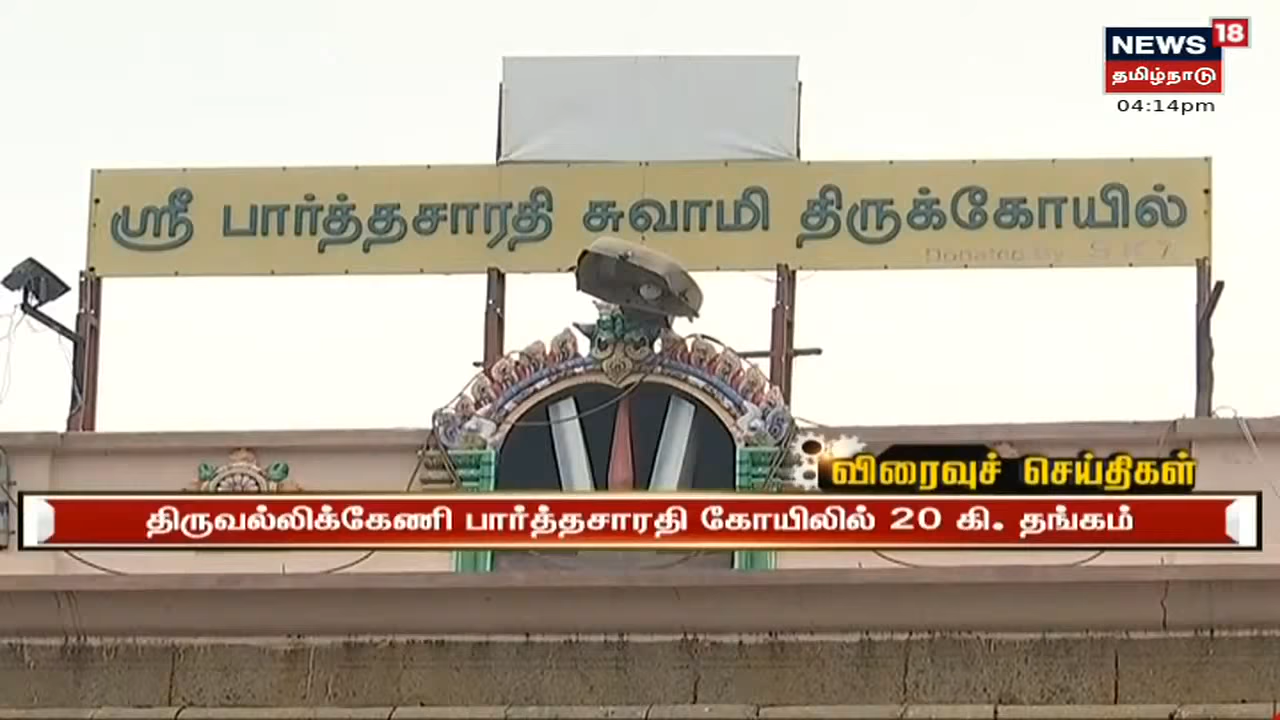 NEWS 18
தமிழ்நாடு
04:14pm
ஸ்ரீ பார்த்தசாரதி சுவாமி திருக்கோயில்
Donated By
விரைவுச் செய்திகள்
திருவல்லிக்கேணி பார்த்தசாரதி கோயிலில் 20 கி. தங்கம்